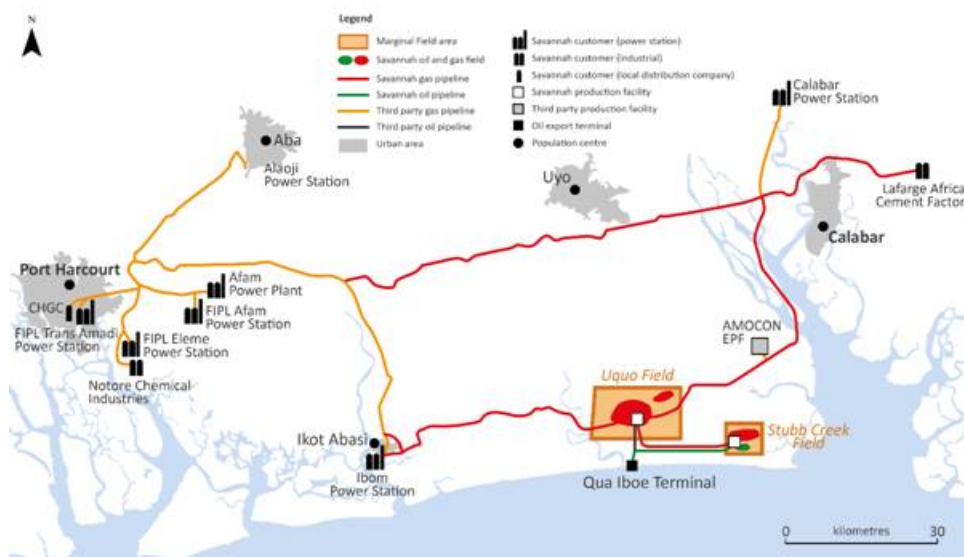 N
Legend
Marginal Field area
Savannah oil and gas field
Savannah gas pipeline
Savannah oil pipeline
Third party gas pipeline
Third party oil pipeline
Urban area
Savannah customer (power station)
Savannah customer (industrial)
Savannah customer (local distribution company)
Savannah production facility
Third party production facility
Oil export terminal
Population centre
Calabar
Power Station
Aba
Alaoji
Power Station
Uyo
Lafarge Africa
Cement Factor
Calabar
Port Harcourt
CHGC
FIPL Trans Amadi
Power Station
Afam
Power Plant
FIPL Afam
Power Station
FIPL Eleme
Power Station
Notore Chemical
Industries
AMOCON
EPF
Uquo Field
Stubb Creek
Field
Ikot Abasi
Ibom
Power Station
Qua Iboe Terminal
kilometres
0 30